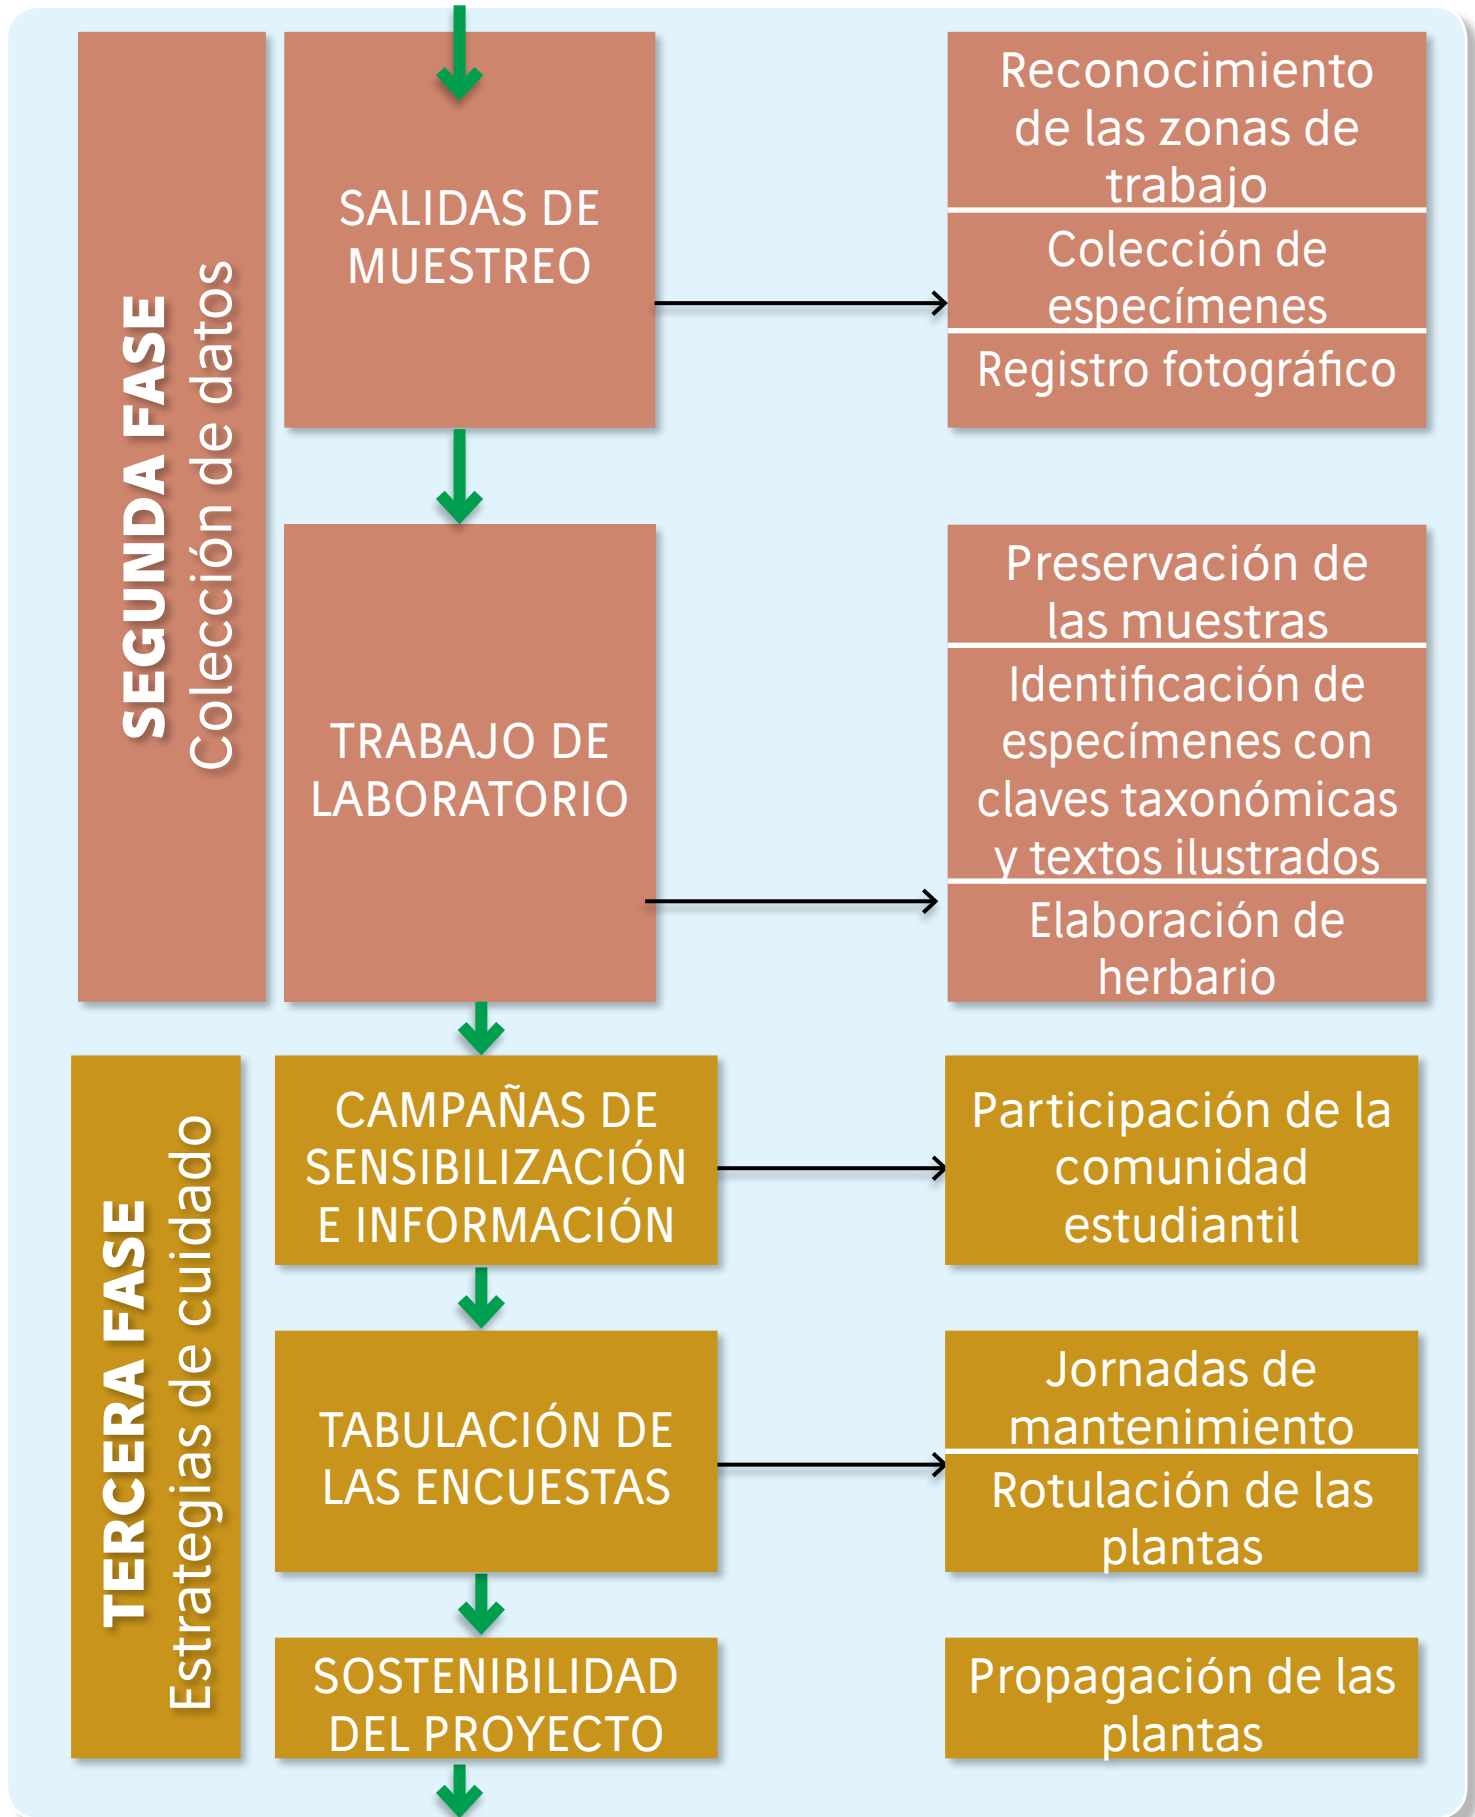 SEGUNDA FASE
Colección de datos
SALIDAS DE
MUESTREO
Reconocimiento
de las zonas de
trabajo
Colección de
especímenes
Registro fotográfico
TRABAJO DE
LABORATORIO
Preservación de
las muestras
Identificación de
especímenes con
claves taxonómicas
y textos ilustrados
Elaboración de
herbario
TERCERA FASE
Estrategias de cuidado
CAMPAÑAS DE
SENSIBILIZACIÓN
E INFORMACIÓN
Participación de la
comunidad
estudiantil
TABULACIÓN DE
LAS ENCUESTAS
Jornadas de
mantenimiento
Rotulación de las
plantas
SOSTENIBILIDAD
DEL PROYECTO
Propagación de las
plantas